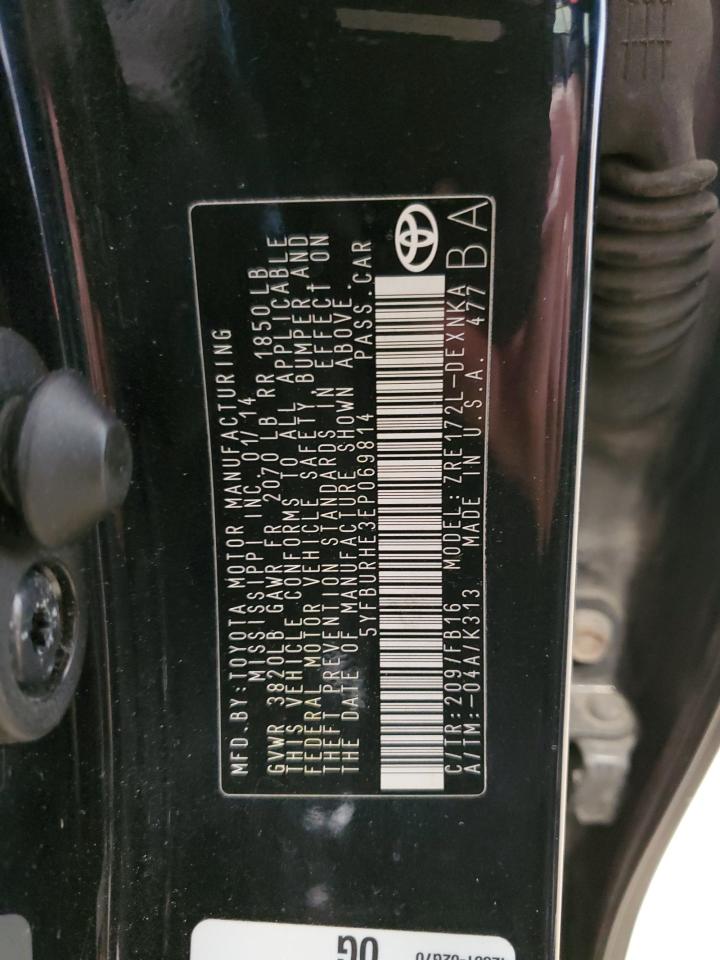 MFD.BY:TOYOTA MOTOR MANUFACTURING
MISSISSIPPI INC.01/14
GVWR 3820LB GAWR FR 2070 LB RR 1850LB
THIS VEHICLE CONFORMS TO ALL APPLICABLE
FEDERAL MOTOR VEHICLE SAFETY, BUMPER AND
THEFT PREVENTION STANDARDS IN EFFECT ON
THE DATE OF MANUFACTURE SHOWN ABOVE.
5YFBURHE3EP069814 PASS.CAR
C/TR:209/FB16 MODEL:ZRE172L-DEXNKA
A/TM:-04A/K313 MADE IN U.S.A. 477 BA